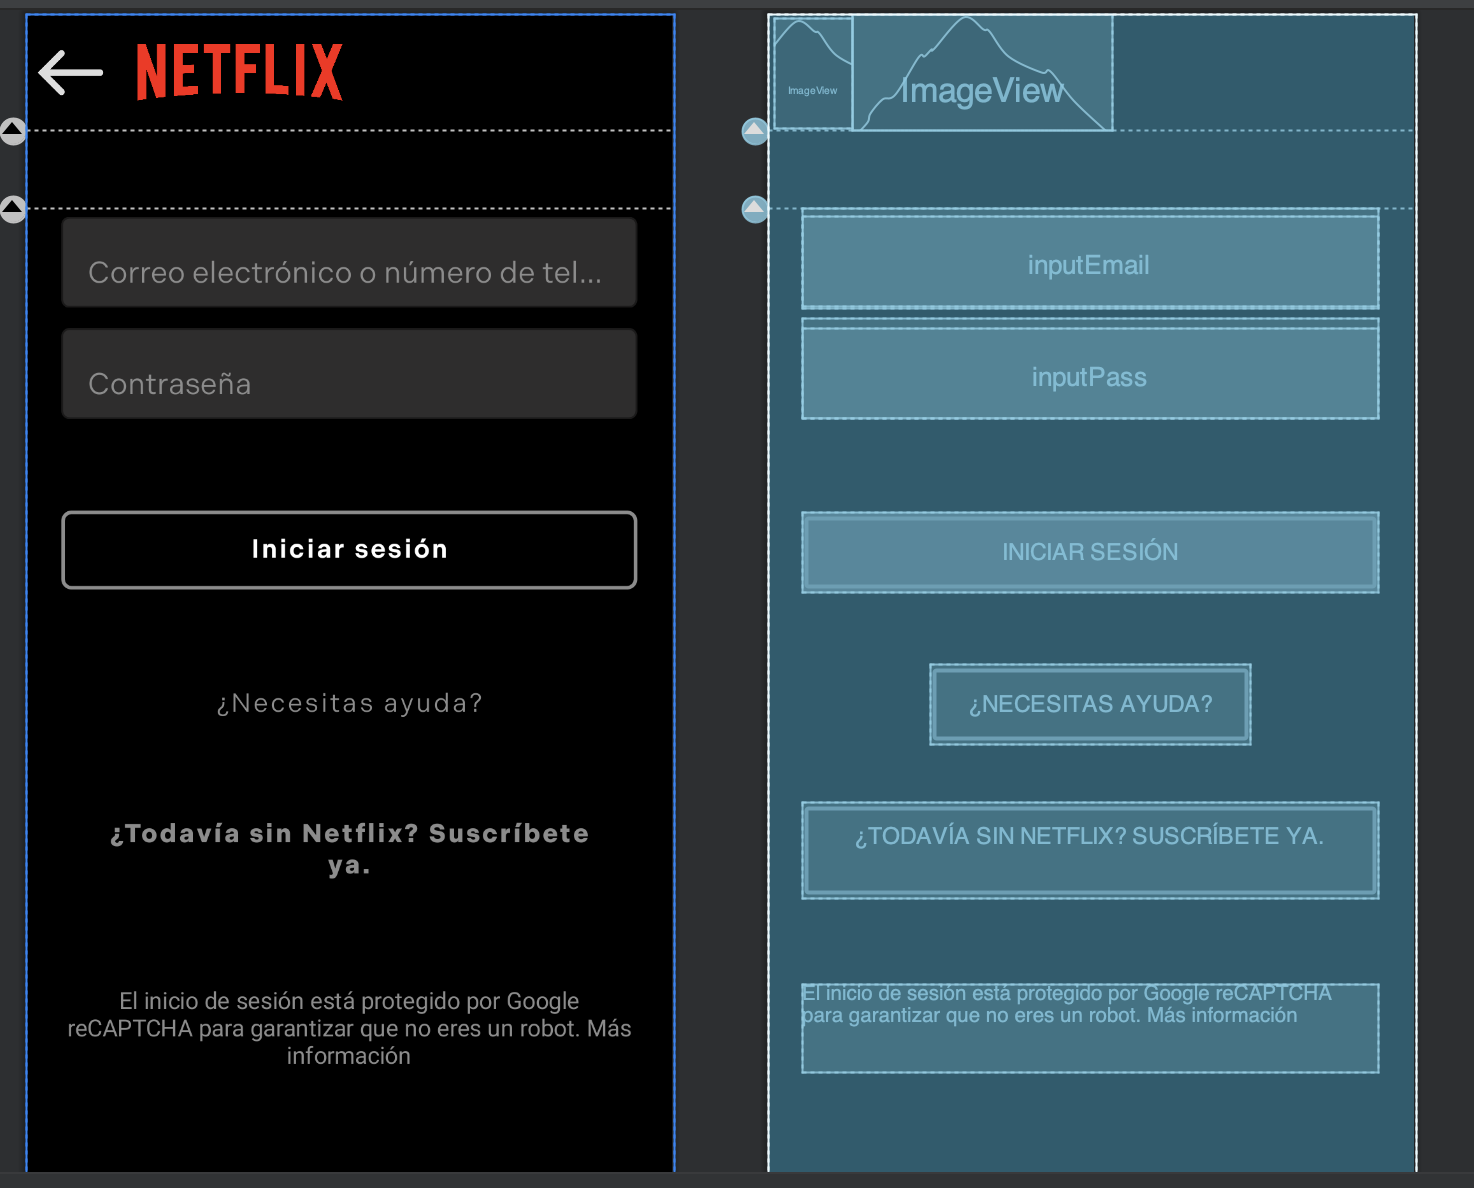 NETFLIX
Correo electrónico o número de tel...
Contraseña
Iniciar sesión
¿Necesitas ayuda?
¿Todavía sin Netflix? Suscríbete
ya.
El inicio de sesión está protegido por Google
reCAPTCHA para garantizar que no eres un robot. Más
información
ImageView
ImageView
inputEmail
inputPass
INICIAR SESIÓN
¿NECESITAS AYUDA?
¿TODAVÍA SIN NETFLIX? SUSCRÍBETE YA.
El inicio de sesión está protegido por Google reCAPTCHA
para garantizar que no eres un robot. Más información